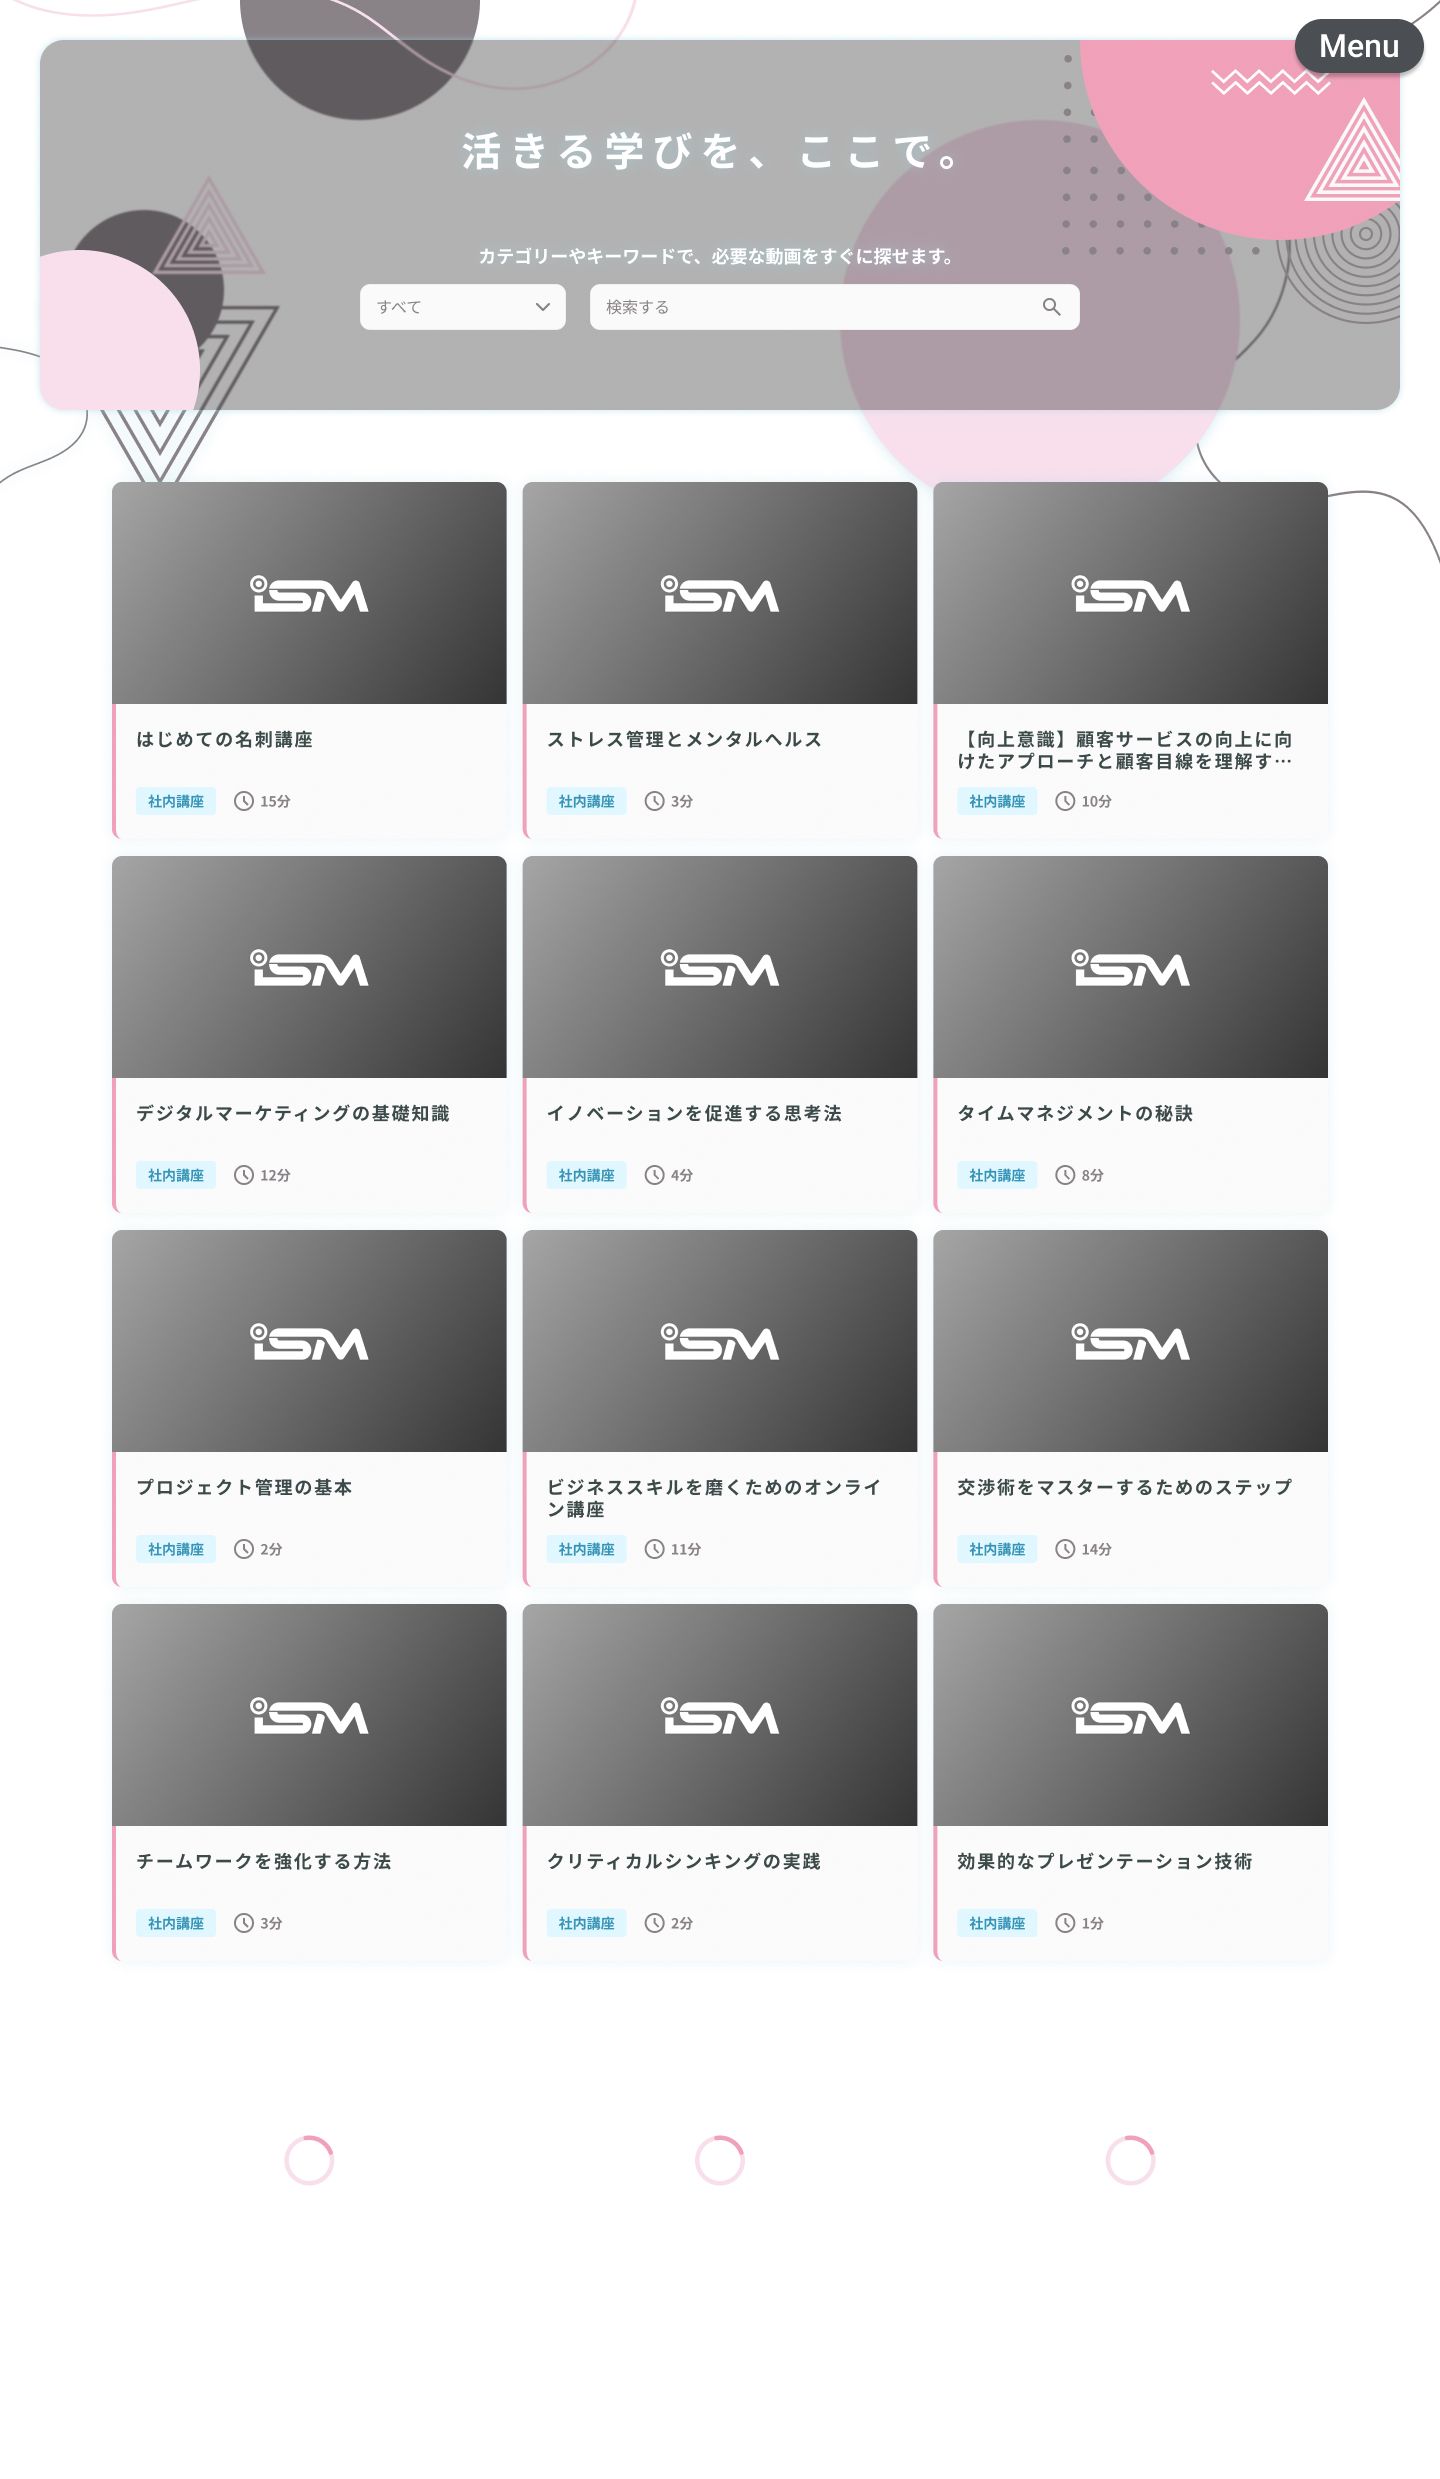 Menu
活きる学びを、ここで。
カテゴリーやキーワードで、必要な動画をすぐに探せます。
すべて
検索する
iSM
iSM
iSM
はじめての名刺講座
社内講座
15分
ストレス管理とメンタルヘルス
社内講座
3分
【向上意識】顧客サービスの向上に向
けたアプローチと顧客目線を理解す…
社内講座
10分
iSM
iSM
iSM
デジタルマーケティングの基礎知識
社内講座
12分
イノベーションを促進する思考法
社内講座
4分
タイムマネジメントの秘訣
社内講座
8分
iSM
iSM
iSM
プロジェクト管理の基本
社内講座
2分
ビジネススキルを磨くためのオンライ
ン講座
社内講座
11分
交渉術をマスターするためのステップ
社内講座
14分
iSM
iSM
iSM
チームワークを強化する方法
社内講座
3分
クリティカルシンキングの実践
社内講座
2分
効果的なプレゼンテーション技術
社内講座
1分